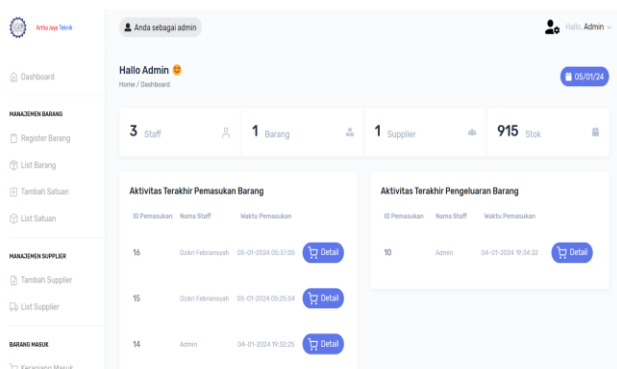 Artha Jaya Teknik
Anda sebagai admin
Hallo, Admin
Dashboard
Hallo Admin
Home / Dashboard
05/01/24
MANAJEMEN BARANG
Register Barang
List Barang
Tambah Satuan
List Satuan
MANAJEMEN SUPPLIER
Tambah Supplier
List Supplier
BARANG MASUK
Keranjang Masuk
3 Staff
1 Barang
1 Supplier
915 Stok
Aktivitas Terakhir Pemasukan Barang
ID Pemasukan Nama Staff Waktu Pemasukan
16 Dzikri Febriansyah 05-01-2024 05:37:05 Detail
15 Dzikri Febriansyah 05-01-2024 05:25:54 Detail
14 Admin 04-01-2024 19:32:25 Detail
Aktivitas Terakhir Pengeluaran Barang
ID Pemasukan Nama Staff Waktu Pemasukan
10 Admin 04-01-2024 19:34:32 Detail